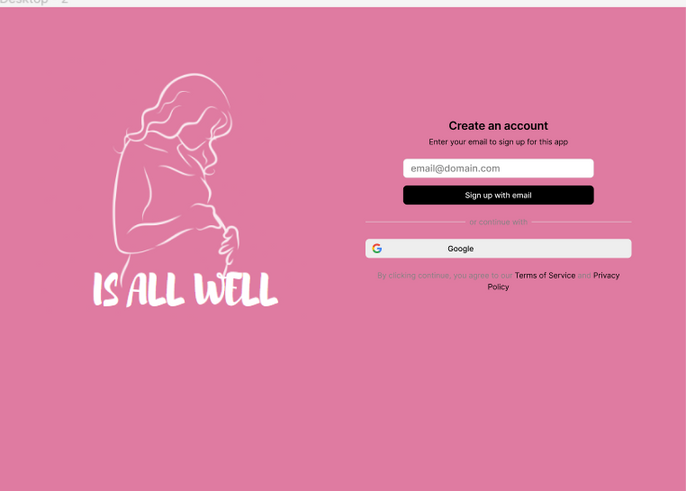 Desktop - 2
Create an account
Enter your email to sign up for this app
email@domain.com
Sign up with email
or continue with
Google
By clicking continue, you agree to our Terms of Service and Privacy
Policy
IS ALL WELL